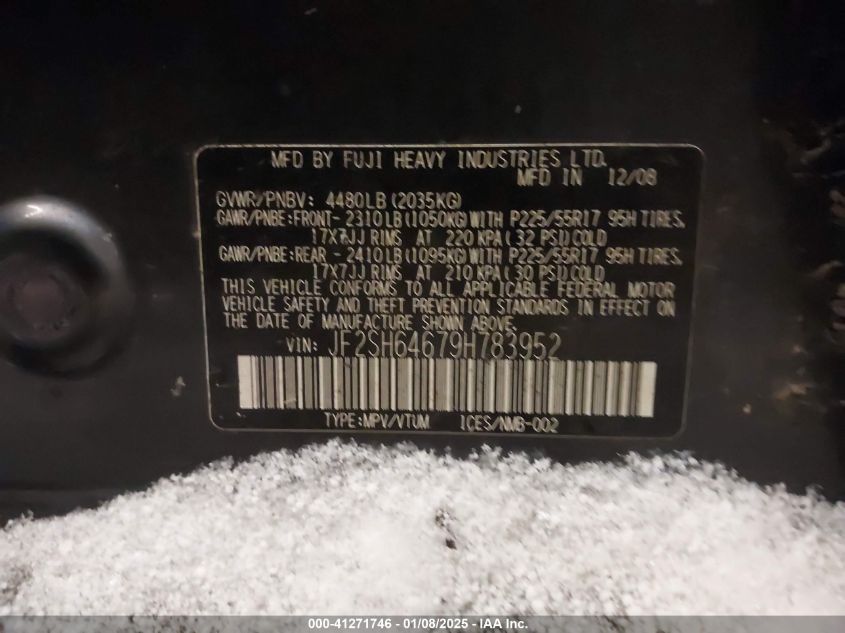 MFD BY FUJI HEAVY INDUSTRIES LTD.
MFD IN 12/08
GVWR/PNBV: 4480LB(2035KG)
GAWR/PNBE:FRONT-2310LB(1050KG)WITH P225/55R17 95H TIRES,
17X7JJ RIMS AT 220 KPA( 32 PSI)COLD
GAWR/PNBE:REAR -2410LB(1095KG)WITH P225/55R17 95H TIRES,
17X7JJ RIMS AT 210 KPA( 30 PSI)COLD
THIS VEHICLE CONFORMS TO ALL APPLICABLE FEDERAL MOTOR
VEHICLE SAFETY AND THEFT PREVENTION STANDARDS IN EFFECT ON
THE DATE OF MANUFACTURE SHOWN ABOVE.
VIN: JF2SH64679H783952
TYPE:MPV/VTUM ICES/NMB-002
000-41271746 - 01/08/2025 - IAA Inc.